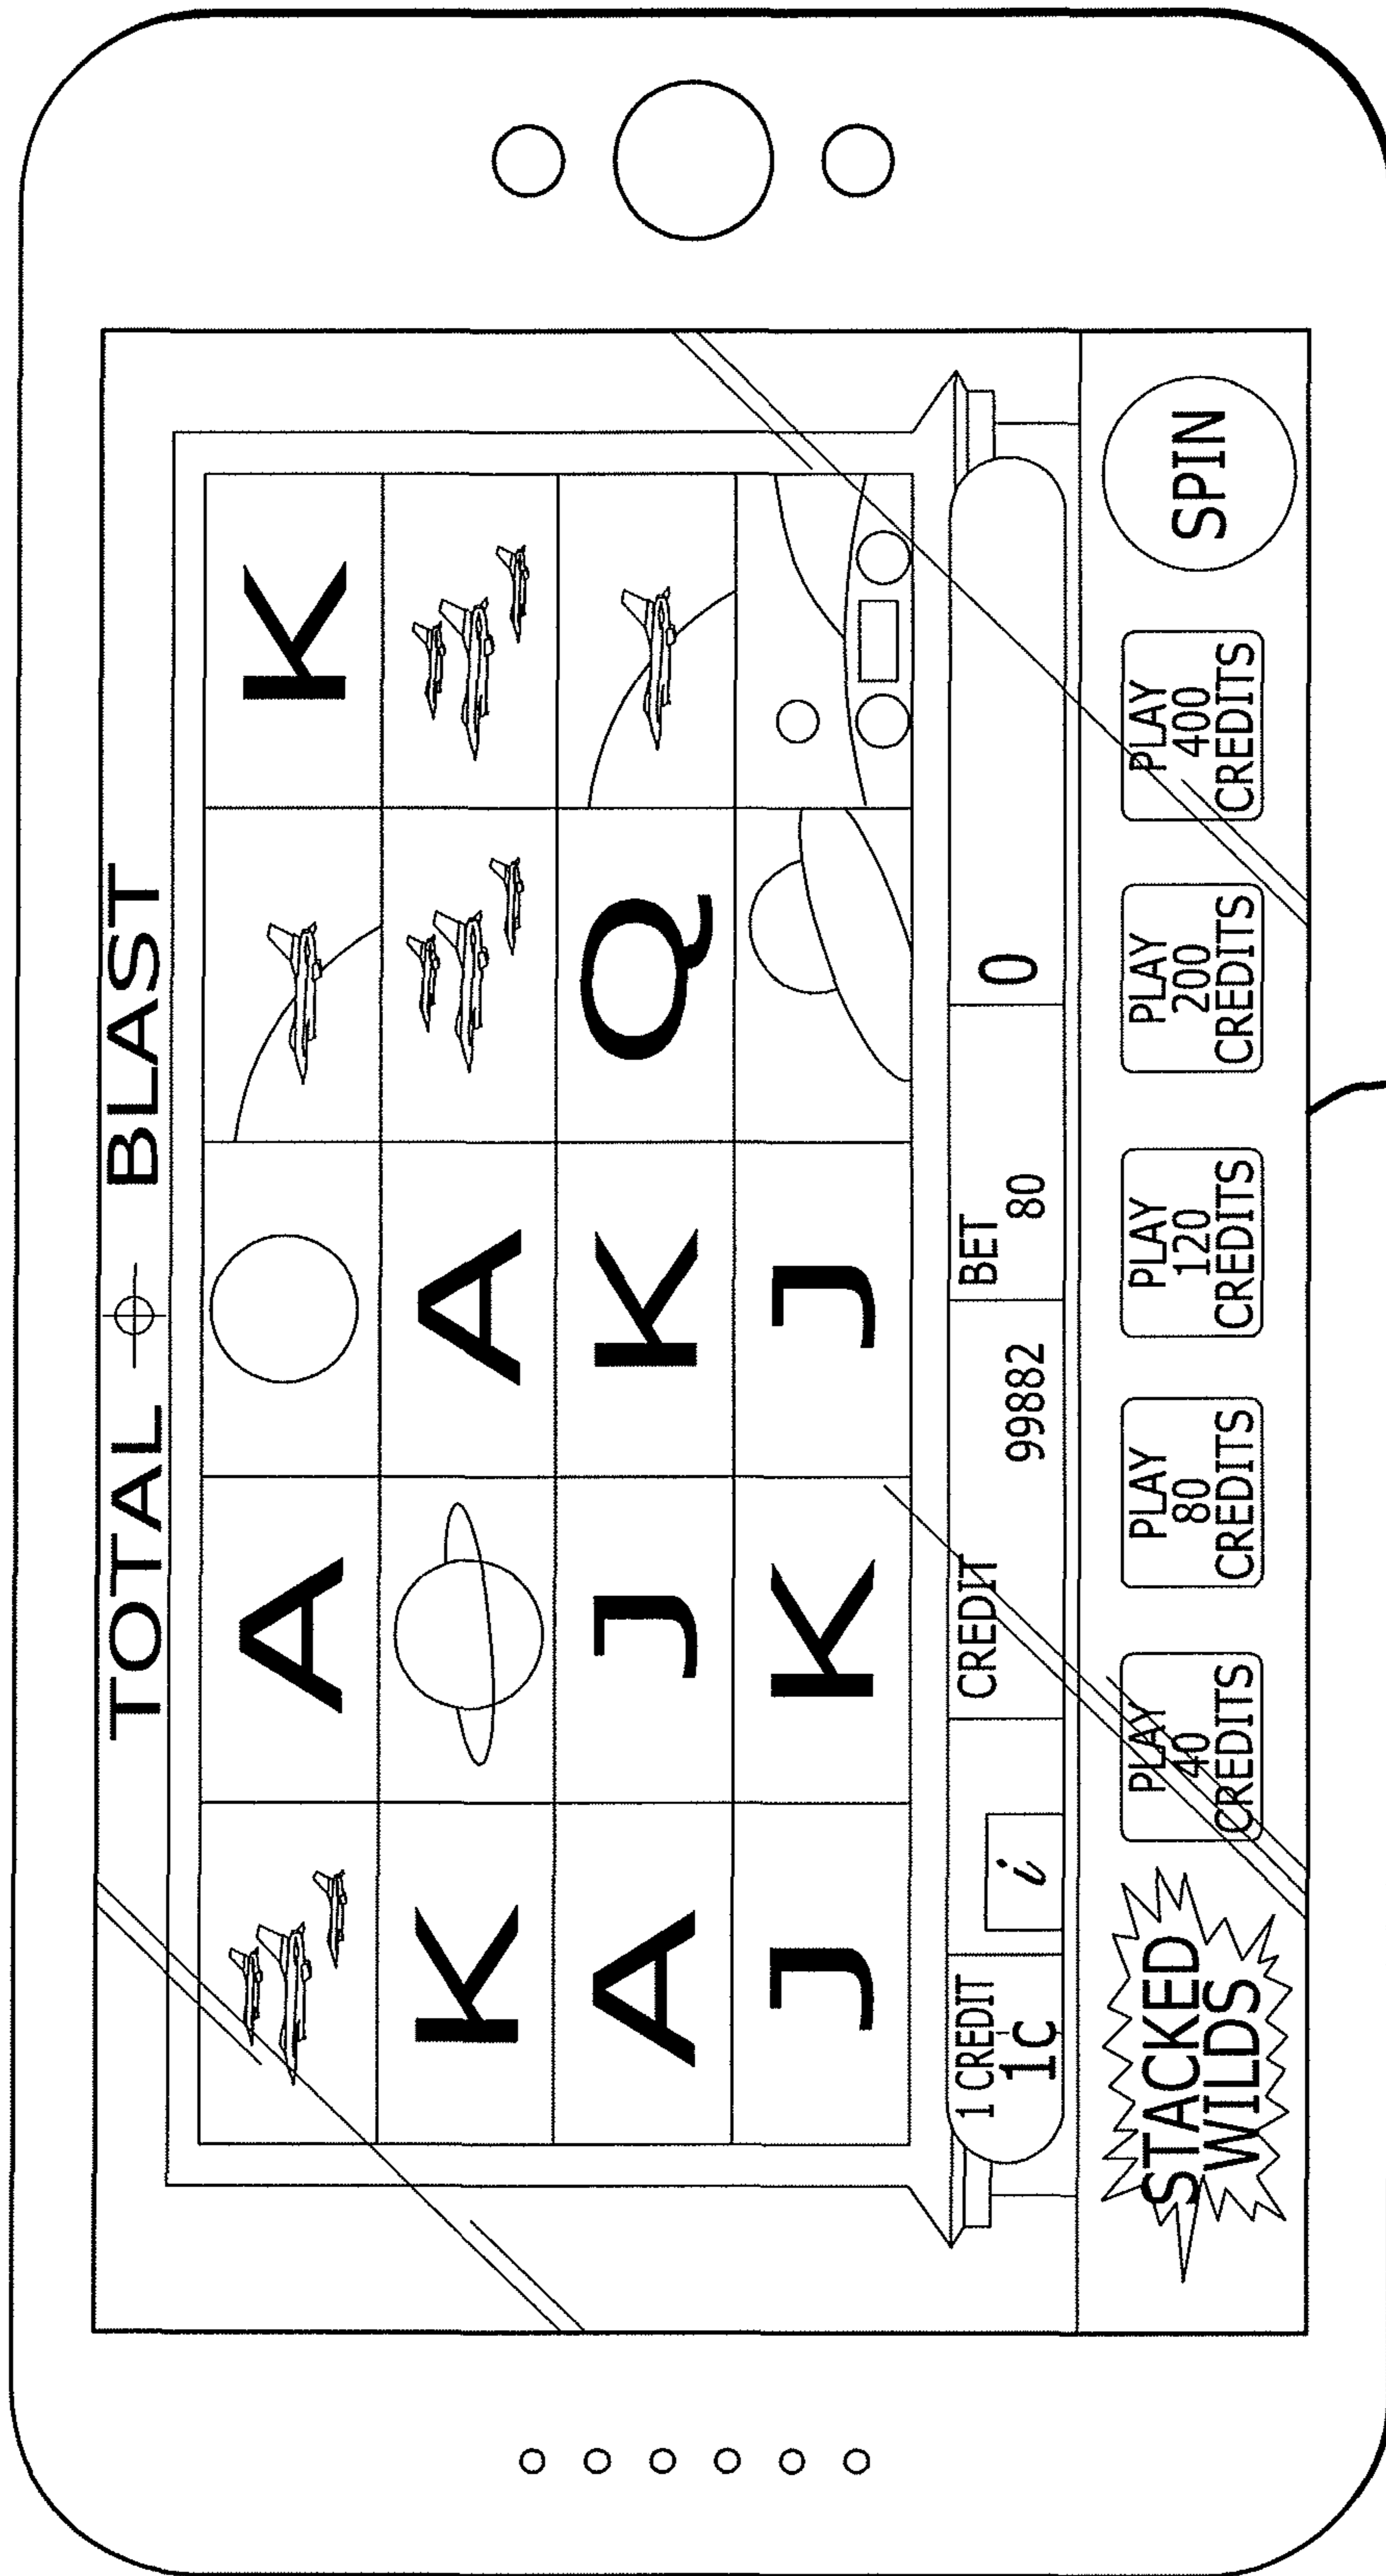 TOTAL BLAST
A K
K A
A J K Q
J K J
1 CREDIT
1C
i
CREDIT
99882
BET
80
0
STACKED
WILDS
PLAY
40
CREDITS
PLAY
80
CREDITS
PLAY
120
CREDITS
PLAY
200
CREDITS
PLAY
400
CREDITS
SPIN